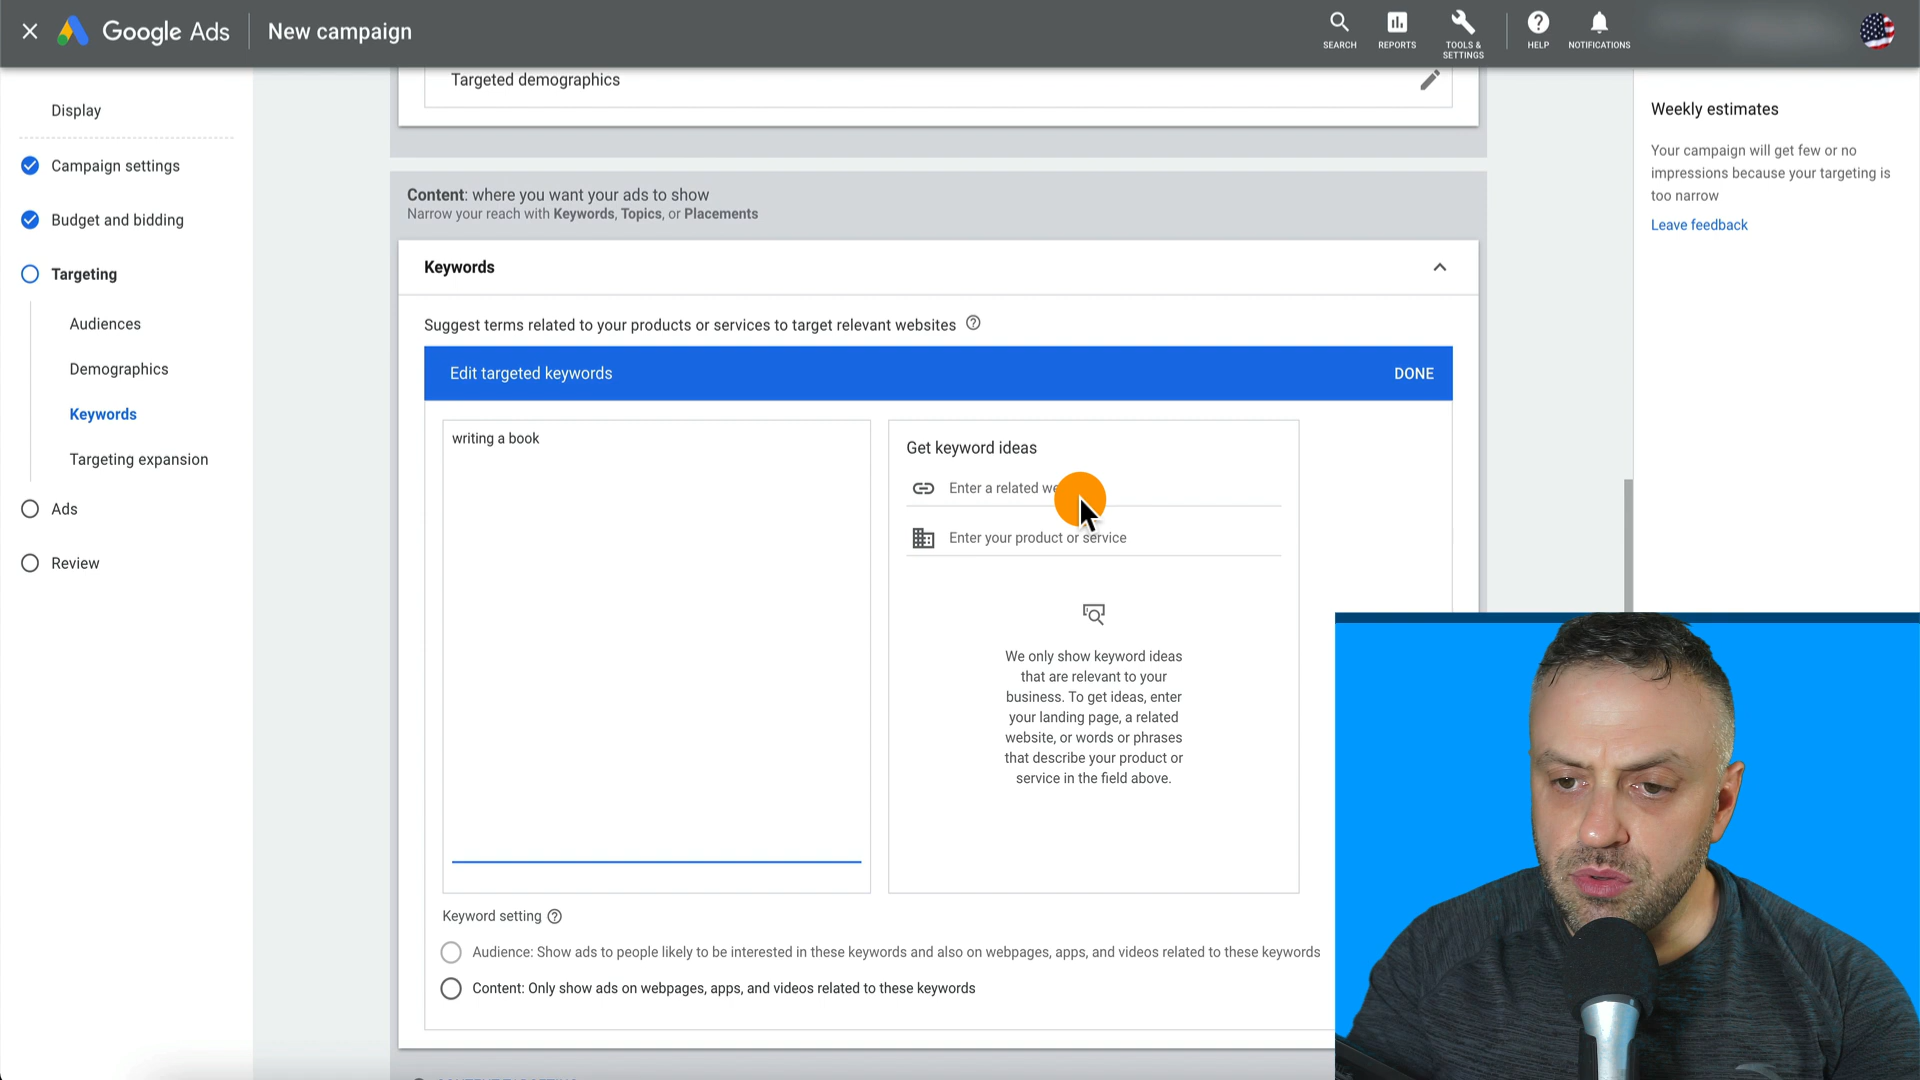 Google Ads
New campaign
SEARCH
REPORTS
TOOLS &
SETTINGS
HELP
NOTIFICATIONS
Display
Campaign settings
Budget and bidding
Targeting
Audiences
Demographics
Keywords
Targeting expansion
Ads
Review
Targeted demographics
Content: where you want your ads to show
Narrow your reach with Keywords, Topics, or Placements
Keywords
Suggest terms related to your products or services to target relevant websites
Edit targeted keywords
DONE
writing a book
Get keyword ideas
Enter a related we
Enter your product or service
We only show keyword ideas
that are relevant to your
business. To get ideas, enter
your landing page, a related
website, or words or phrases
that describe your product or
service in the field above.
Keyword setting
Audience: Show ads to people likely to be interested in these keywords and also on webpages, apps, and videos related to these keywords
Content: Only show ads on webpages, apps, and videos related to these keywords
Weekly estimates
Your campaign will get few or no
impressions because your targeting is
too narrow
Leave feedback